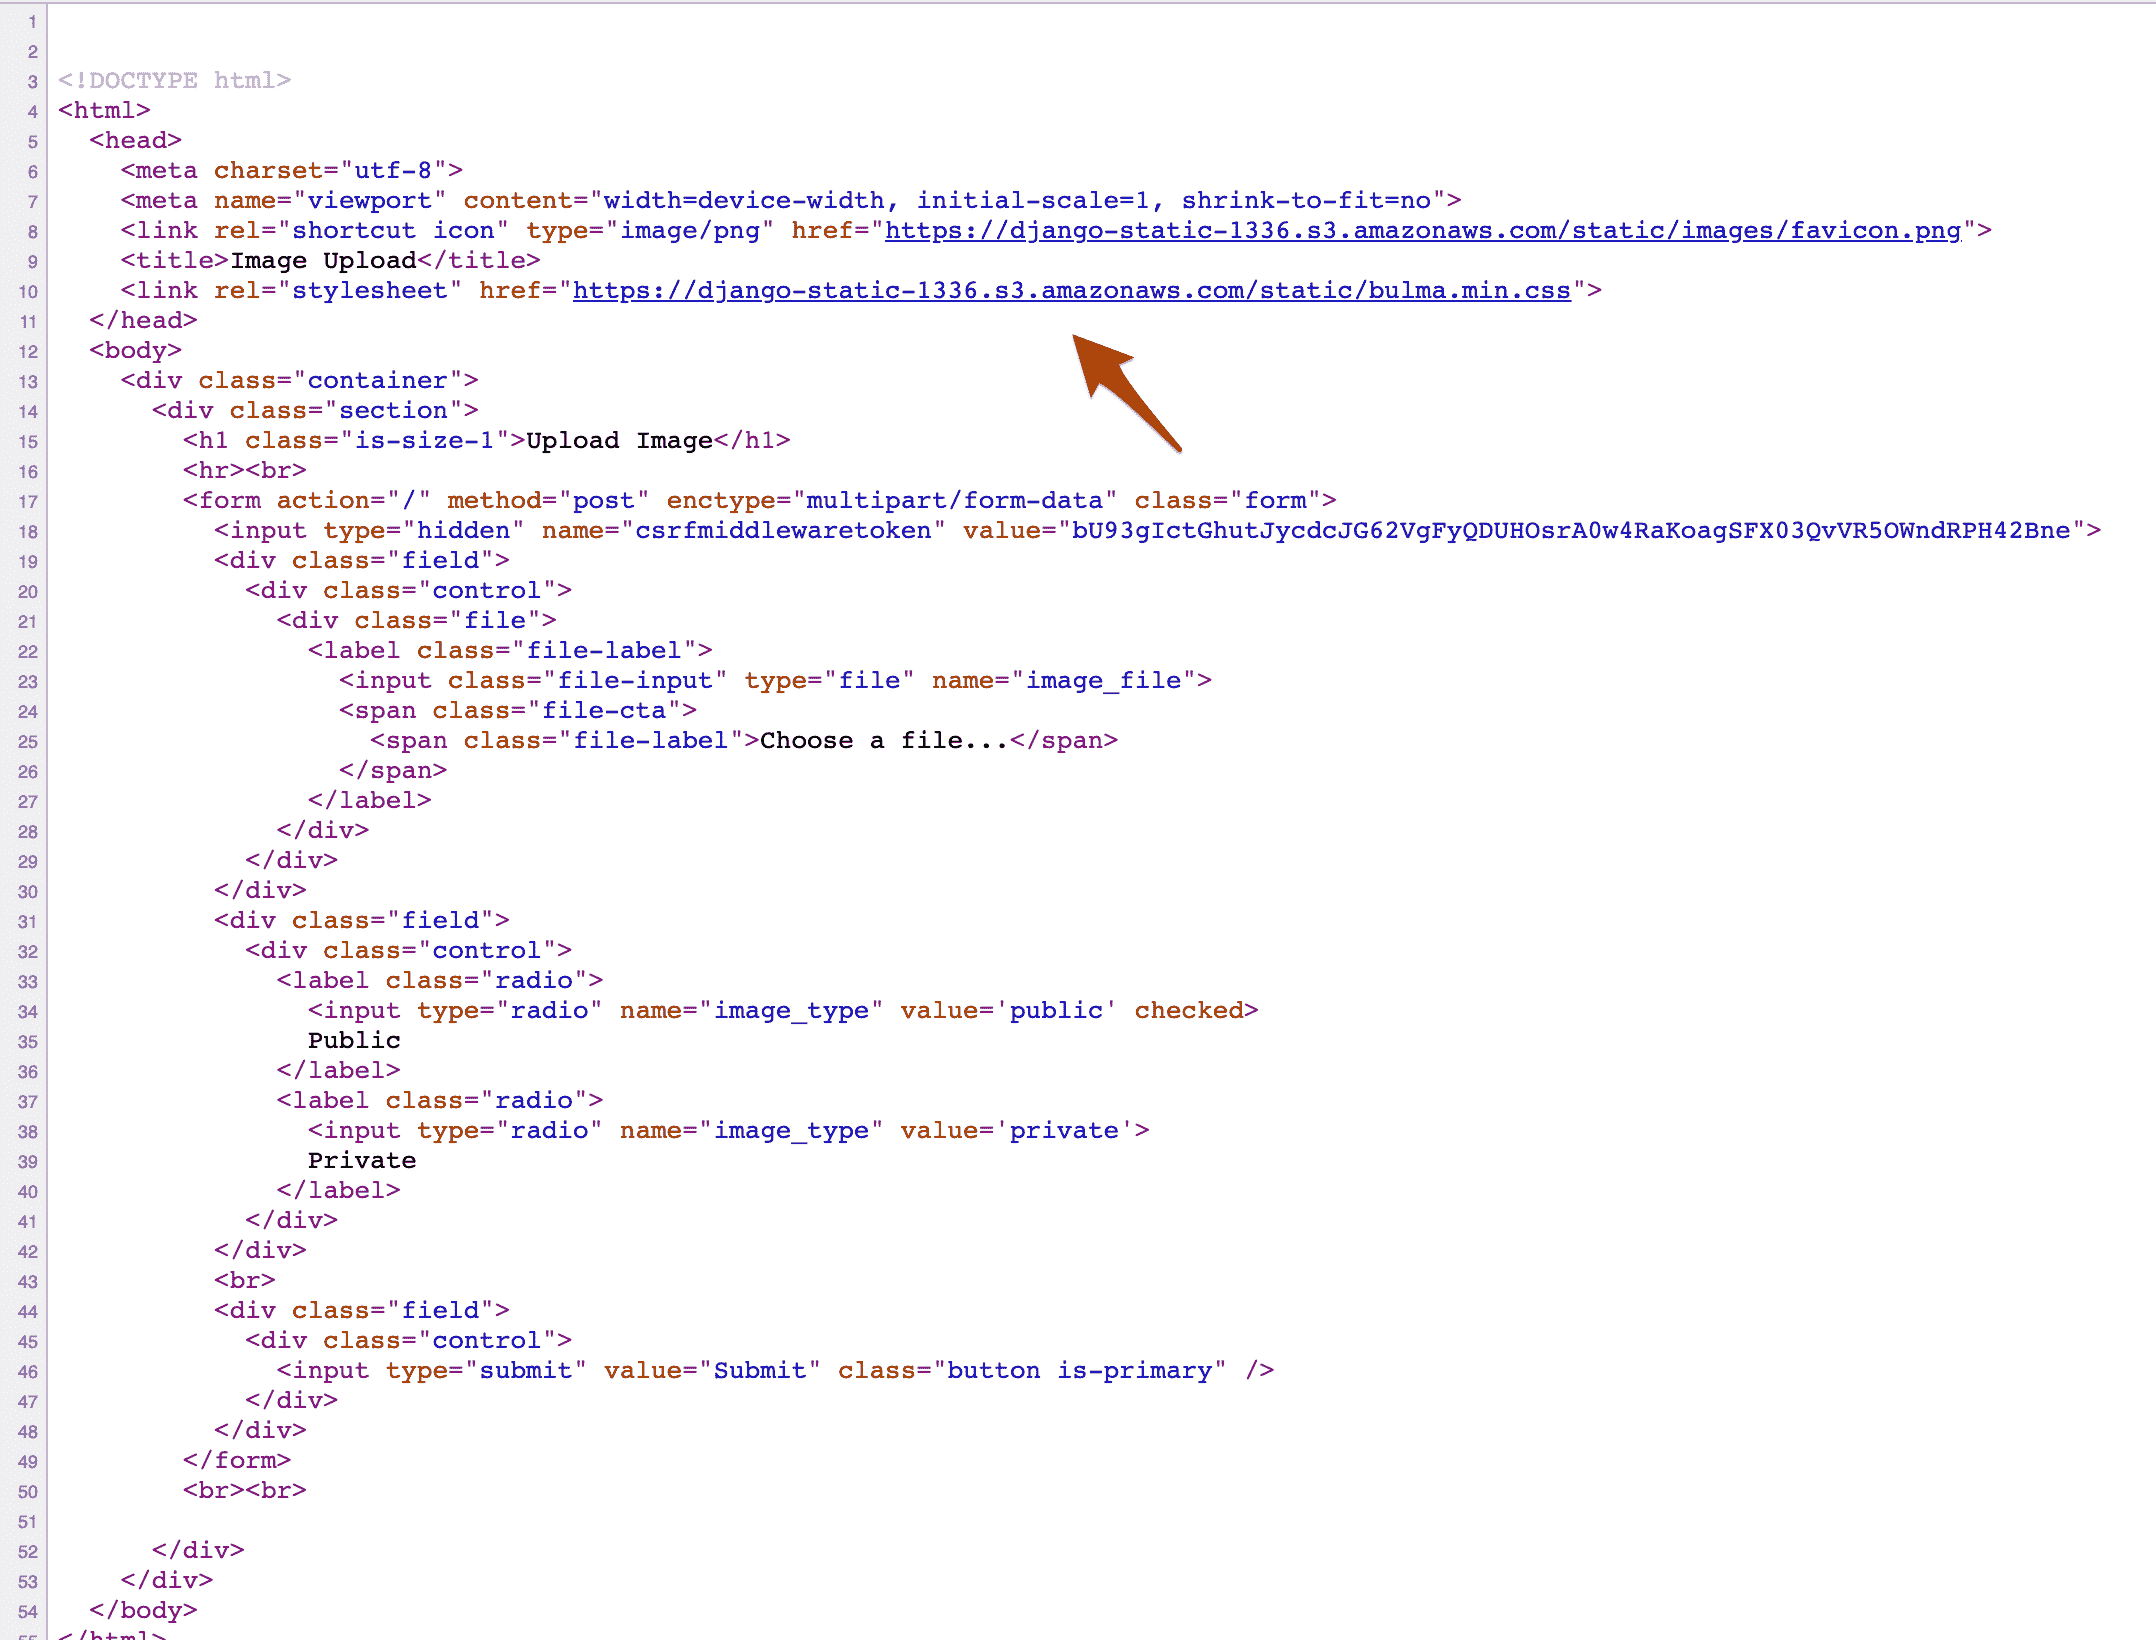 1
2
3 <!DOCTYPE html>
4 <html>
5   <head>
6     <meta charset="utf-8">
7     <meta name="viewport" content="width=device-width, initial-scale=1, shrink-to-fit=no">
8     <link rel="shortcut icon" type="image/png" href="https://django-static-1336.s3.amazonaws.com/static/images/favicon.png">
9     <title>Image Upload</title>
10     <link rel="stylesheet" href="https://django-static-1336.s3.amazonaws.com/static/bulma.min.css">
11   </head>
12   <body>
13     <div class="container">
14       <div class="section">
15         <h1 class="is-size-1">Upload Image</h1>
16         <hr><br>
17         <form action="/" method="post" enctype="multipart/form-data" class="form">
18           <input type="hidden" name="csrfmiddlewaretoken" value="bU93gIctGhutJycdcJG62VgFyQDUHOsrA0w4RaKoagSFX03QvVR5OWndRPH42Bne">
19           <div class="field">
20             <div class="control">
21               <div class="file">
22                 <label class="file-label">
23                   <input class="file-input" type="file" name="image_file">
24                   <span class="file-cta">
25                     <span class="file-label">Choose a file...</span>
26                   </span>
27                 </label>
28               </div>
29             </div>
30           </div>
31           <div class="field">
32             <div class="control">
33               <label class="radio">
34                 <input type="radio" name="image_type" value='public' checked>
35                 Public
36               </label>
37               <label class="radio">
38                 <input type="radio" name="image_type" value='private'>
39                 Private
40               </label>
41             </div>
42           </div>
43           <br>
44           <div class="field">
45             <div class="control">
46               <input type="submit" value="Submit" class="button is-primary" />
47             </div>
48           </div>
49         </form>
50         <br><br>
51
52       </div>
53     </div>
54   </body>
55 </html>